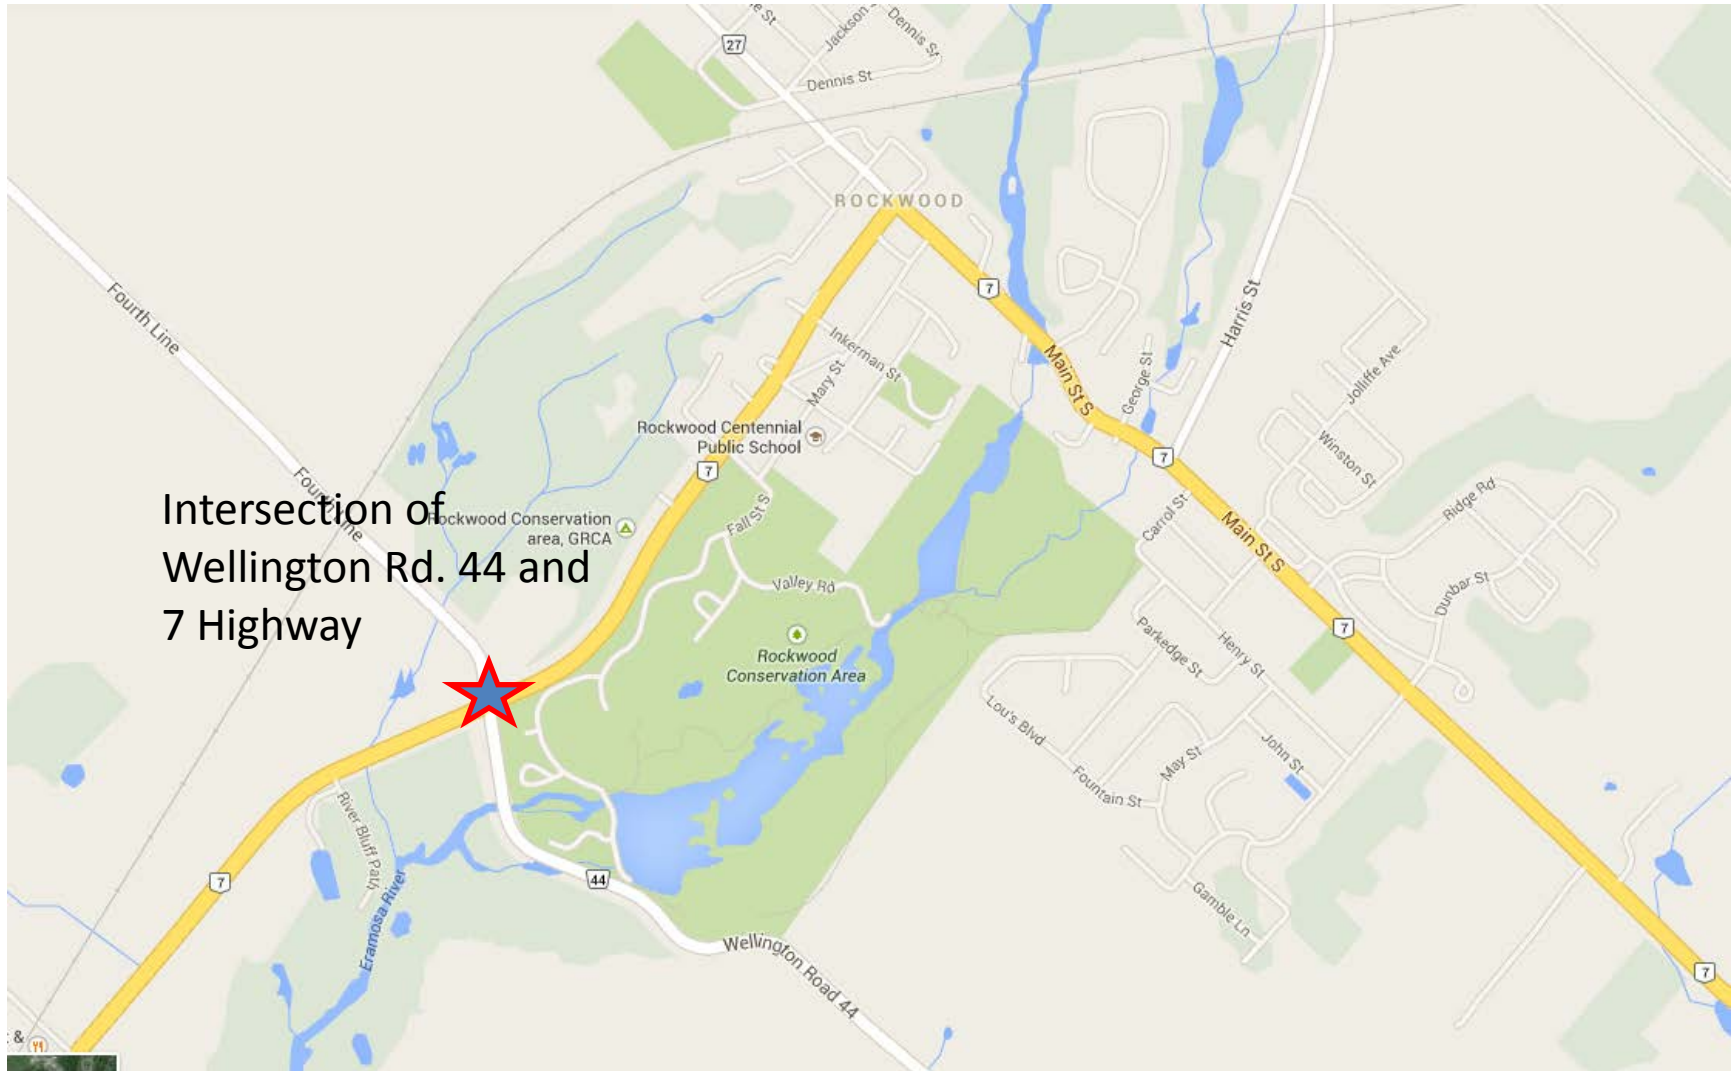 27
Jackson
Dennis St
Dennis St
ROCKWOOD
7
Fourth Line
Harris St
Inkerman St
Main St S
George St
Mary St
Jolliffe Ave
Rockwood Centennial
Public School
7
7
Winston St
Fourth Line
Intersection of
Wellington Rd. 44 and
7 Highway
Rockwood Conservation
area, GRCA
Fall St S
Carrol St
Main St S
Ridge Rd
Valley Rd
Dunbar St
7
Rockwood
Conservation Area
Parkedge St
Henry St
Lou's Blvd
May St
John St
Fountain St
River Bluff Path
7
44
Eramosa River
Gamble Ln
Wellington Road 44
7
&